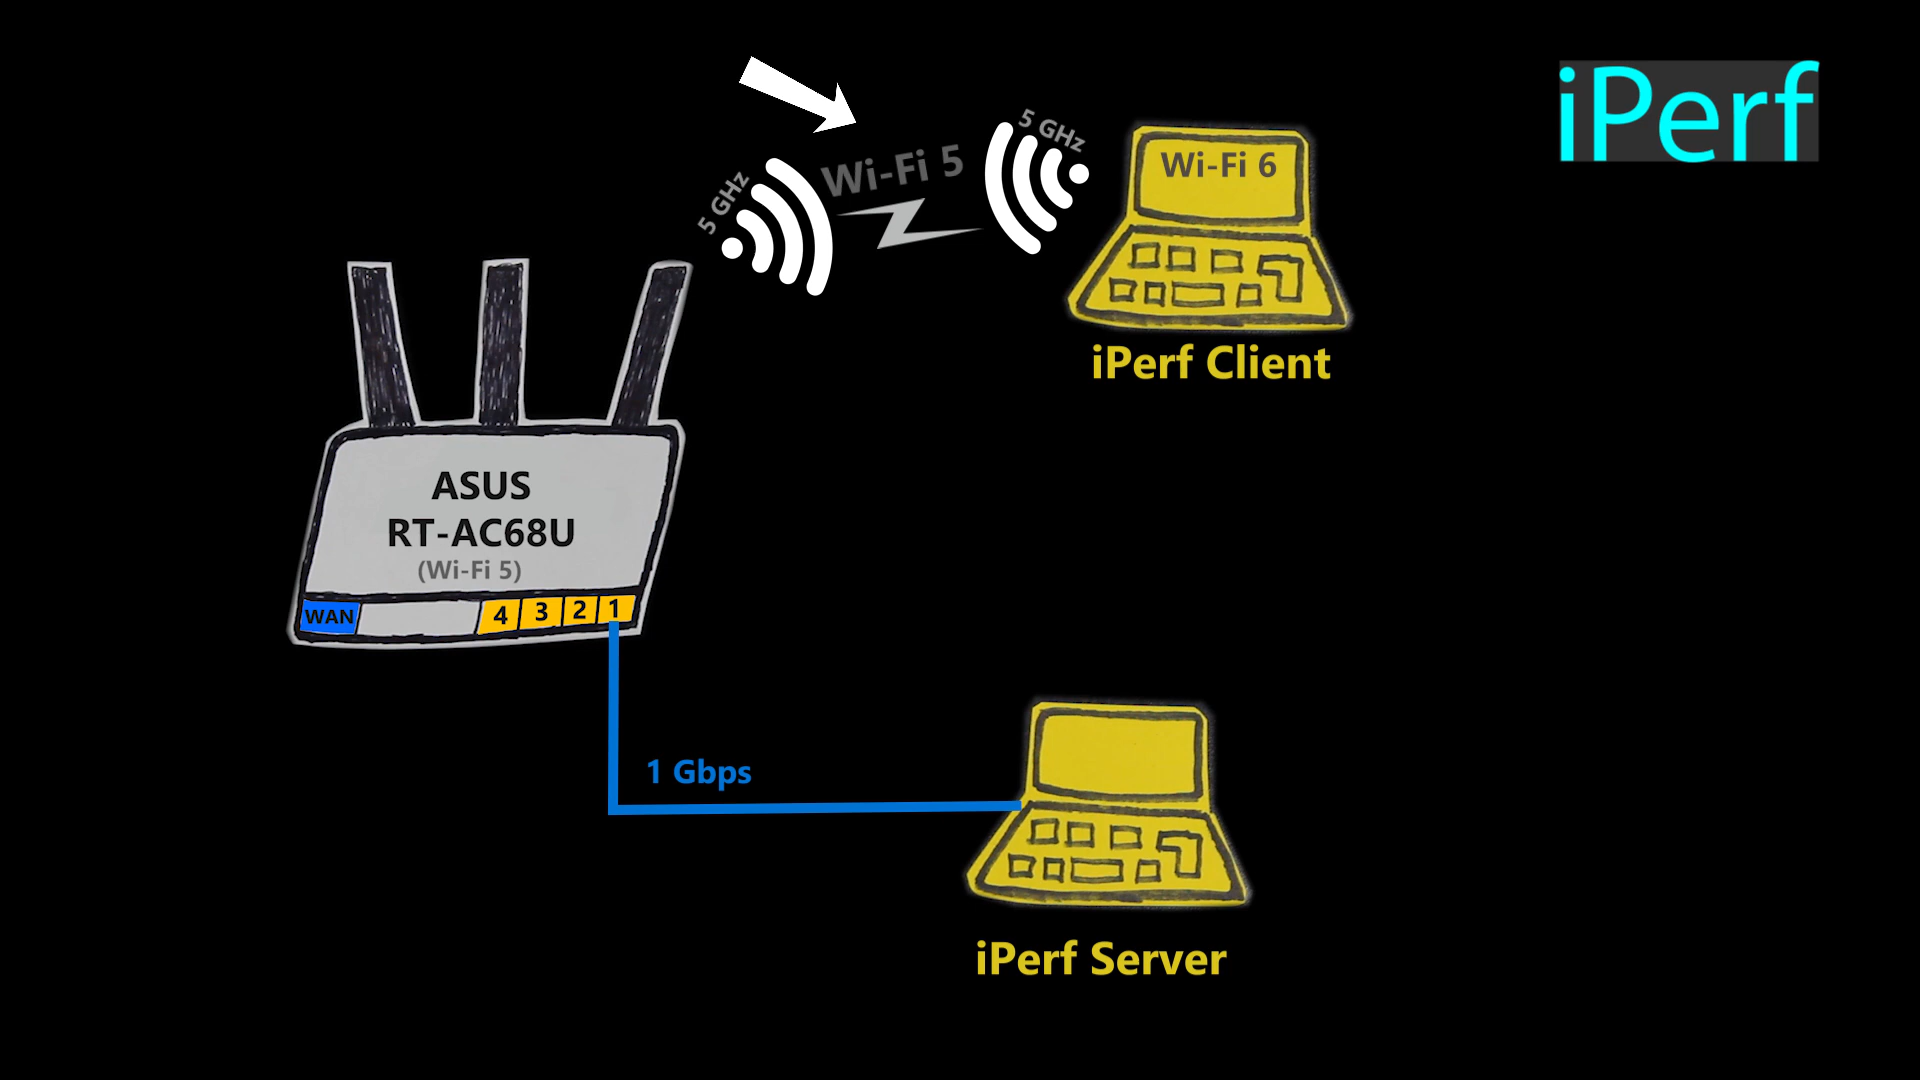 iPerf
5 GHz
Wi-Fi 5
5 GHz
Wi-Fi 6
iPerf Client
ASUS
RT-AC68U
(Wi-Fi 5)
WAN
4
3
2
1
1 Gbps
iPerf Server